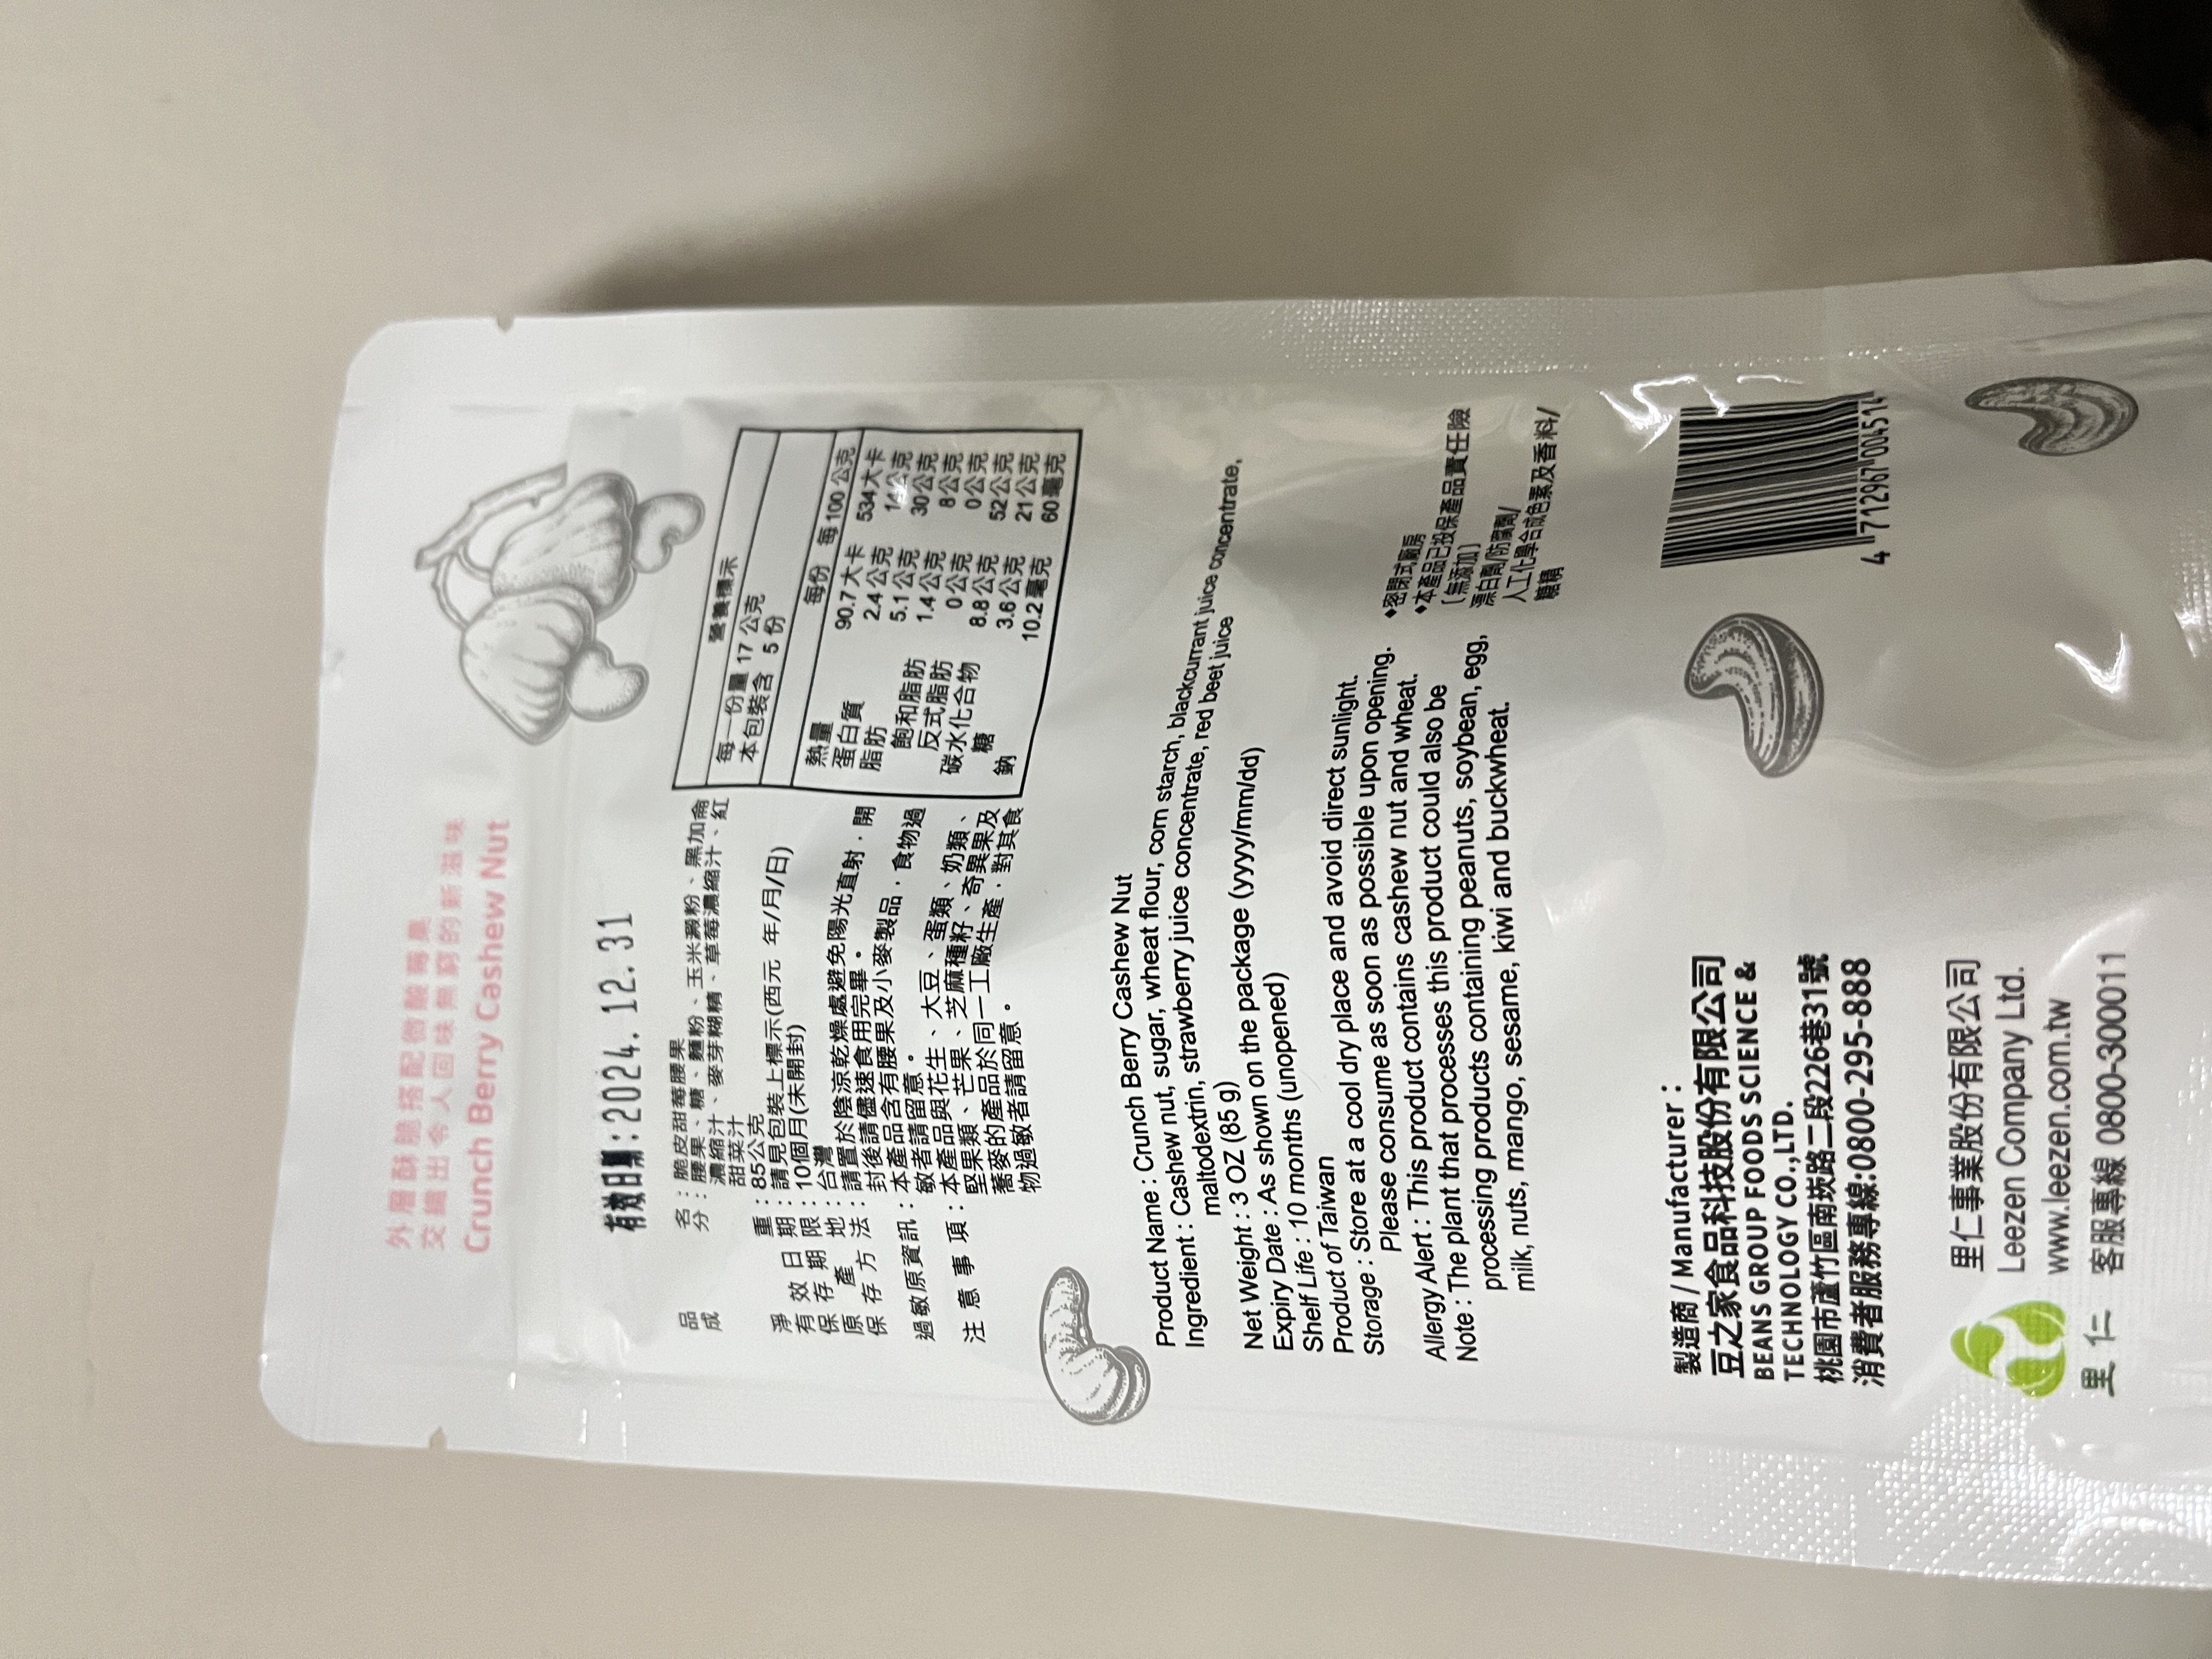 外層酥脆搭配微酸莓果
交織出令人回味無窮的新滋味
Crunch Berry Cashew Nut
有效日期:2024.12.31
品名：脆皮甜莓腰果
成分：腰果、糖、麵粉、玉米澱粉、黑加侖
濃縮汁、麥芽糊精、草莓濃縮汁、紅
甜菜汁
淨重：85公克
有效日期：請見包裝上標示(西元 年/月/日)
保存期限：10個月(未開封)
原產地：台灣
保存方法：請置於陰涼乾燥處避免陽光直射，開
封後請儘速食用完畢。
過敏原資訊：本產品含有腰果及小麥製品，食物過
敏者請留意。
注意事項：本產品與花生、大豆、蛋類、奶類、
堅果類、芒果、芝麻種籽、奇異果及
蕎麥的產品於同一工廠生產，對其食
物過敏者請留意。
營養標示
每一份量 17 公克
本包裝含 5 份
每份 每 100 公克
熱量 90.7大卡 534大卡
蛋白質 2.4公克 14公克
脂肪 5.1公克 30公克
飽和脂肪 1.4公克 8公克
反式脂肪 0公克 0公克
碳水化合物 8.8公克 52公克
糖 3.6公克 21公克
鈉 10.2毫克 60毫克
Product Name : Crunch Berry Cashew Nut
Ingredient : Cashew nut, sugar, wheat flour, corn starch, blackcurrant juice concentrate,
maltodextrin, strawberry juice concentrate, red beet juice
Net Weight : 3 OZ (85 g)
Expiry Date : As shown on the package (yyyy/mm/dd)
Shelf Life : 10 months (unopened)
Product of Taiwan
Storage : Store at a cool dry place and avoid direct sunlight.
Please consume as soon as possible upon opening.
Allergy Alert : This product contains cashew nut and wheat.
Note : The plant that processes this product could also be
processing products containing peanuts, soybean, egg,
milk, nuts, mango, sesame, kiwi and buckwheat.
◆密閉式廠房
◆本產品已投保產品責任險
〔無添加〕
漂白劑/防腐劑/
人工化學合成色素及香料/
糖精
製造商 / Manufacturer：
豆之家食品科技股份有限公司
BEANS GROUP FOODS SCIENCE &
TECHNOLOGY CO.,LTD.
桃園市蘆竹區南崁路二段226巷31號
消費者服務專線:0800-295-888
4 712967 004514
里仁
里仁事業股份有限公司
Leezen Company Ltd.
www.leezen.com.tw
客服專線 0800-300011